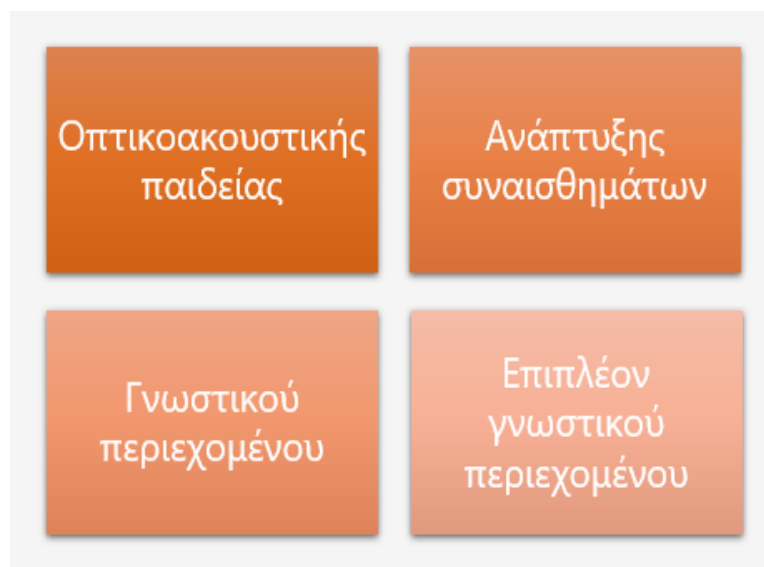 Οπτικοακουστικής
παιδείας
Ανάπτυξης
συναισθημάτων
Γνωστικού
περιεχομένου
Επιπλέον
γνωστικού
περιεχομένου